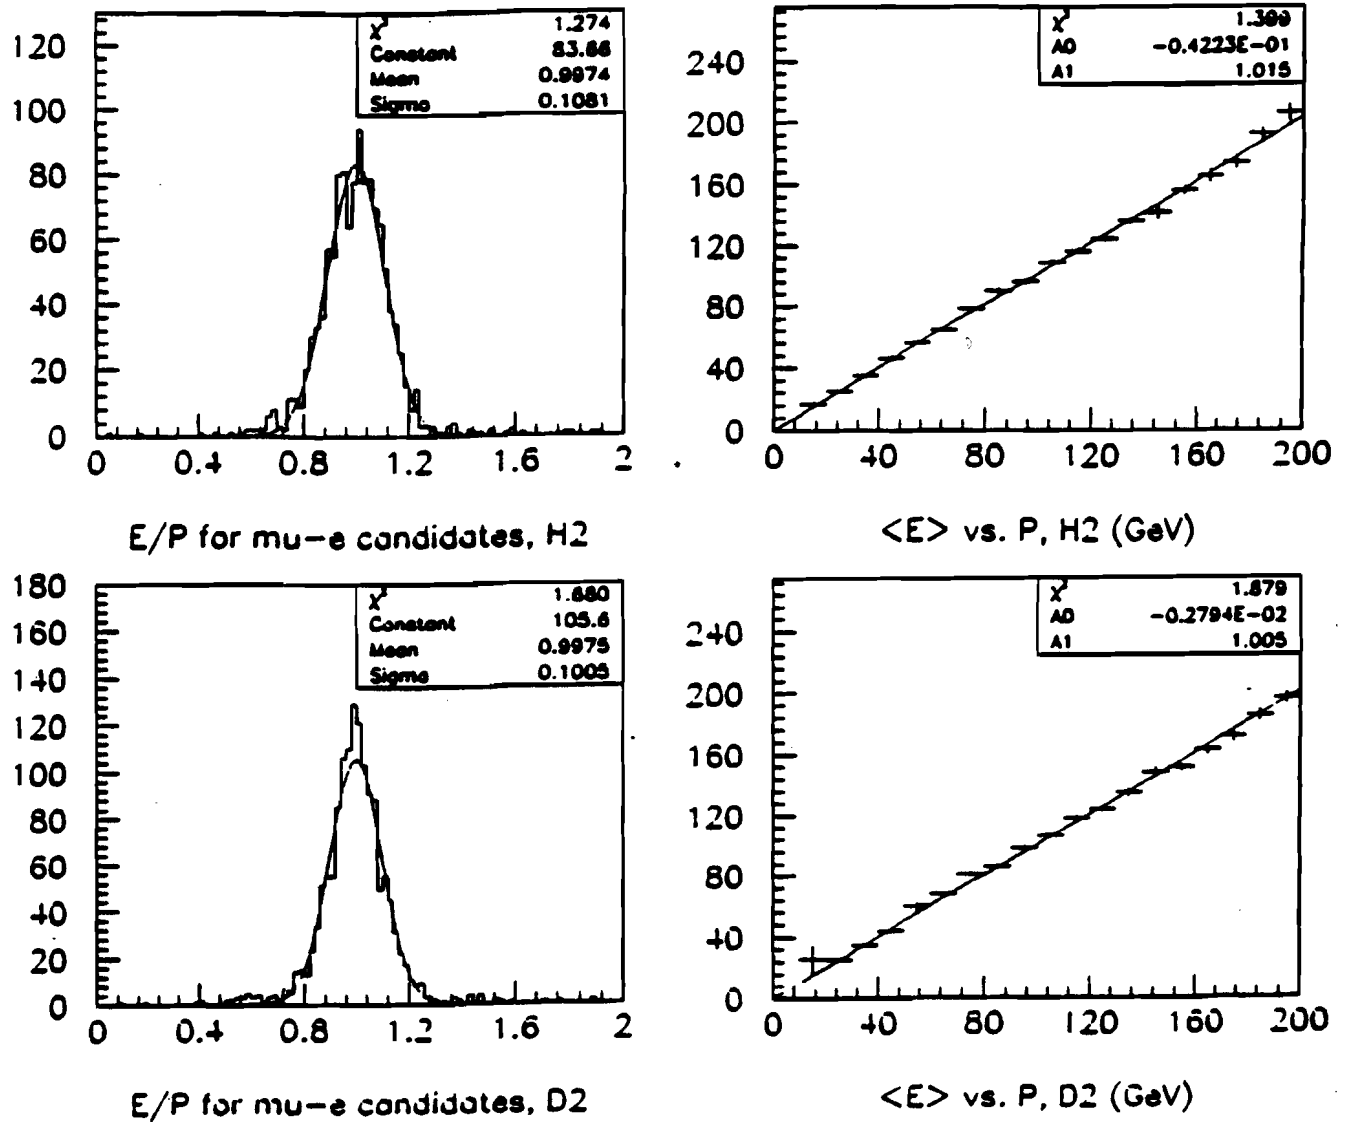 χ² 1.274
Constant 83.66
Mean 0.9974
Sigma 0.1081
120
100
80
60
40
20
0
0 0.4 0.8 1.2 1.6 2
E/P for mu-e candidates, H2
χ² 1.399
A0 -0.4223E-01
A1 1.015
240
200
160
120
80
40
0
0 40 80 120 160 200
<E> vs. P, H2 (GeV)
χ² 1.680
Constant 105.6
Mean 0.9975
Sigma 0.1005
180
160
140
120
100
80
60
40
20
0
0 0.4 0.8 1.2 1.6 2
E/P for mu-e candidates, D2
χ² 1.879
A0 -0.2794E-02
A1 1.005
240
200
160
120
80
40
0
0 40 80 120 160 200
<E> vs. P, D2 (GeV)